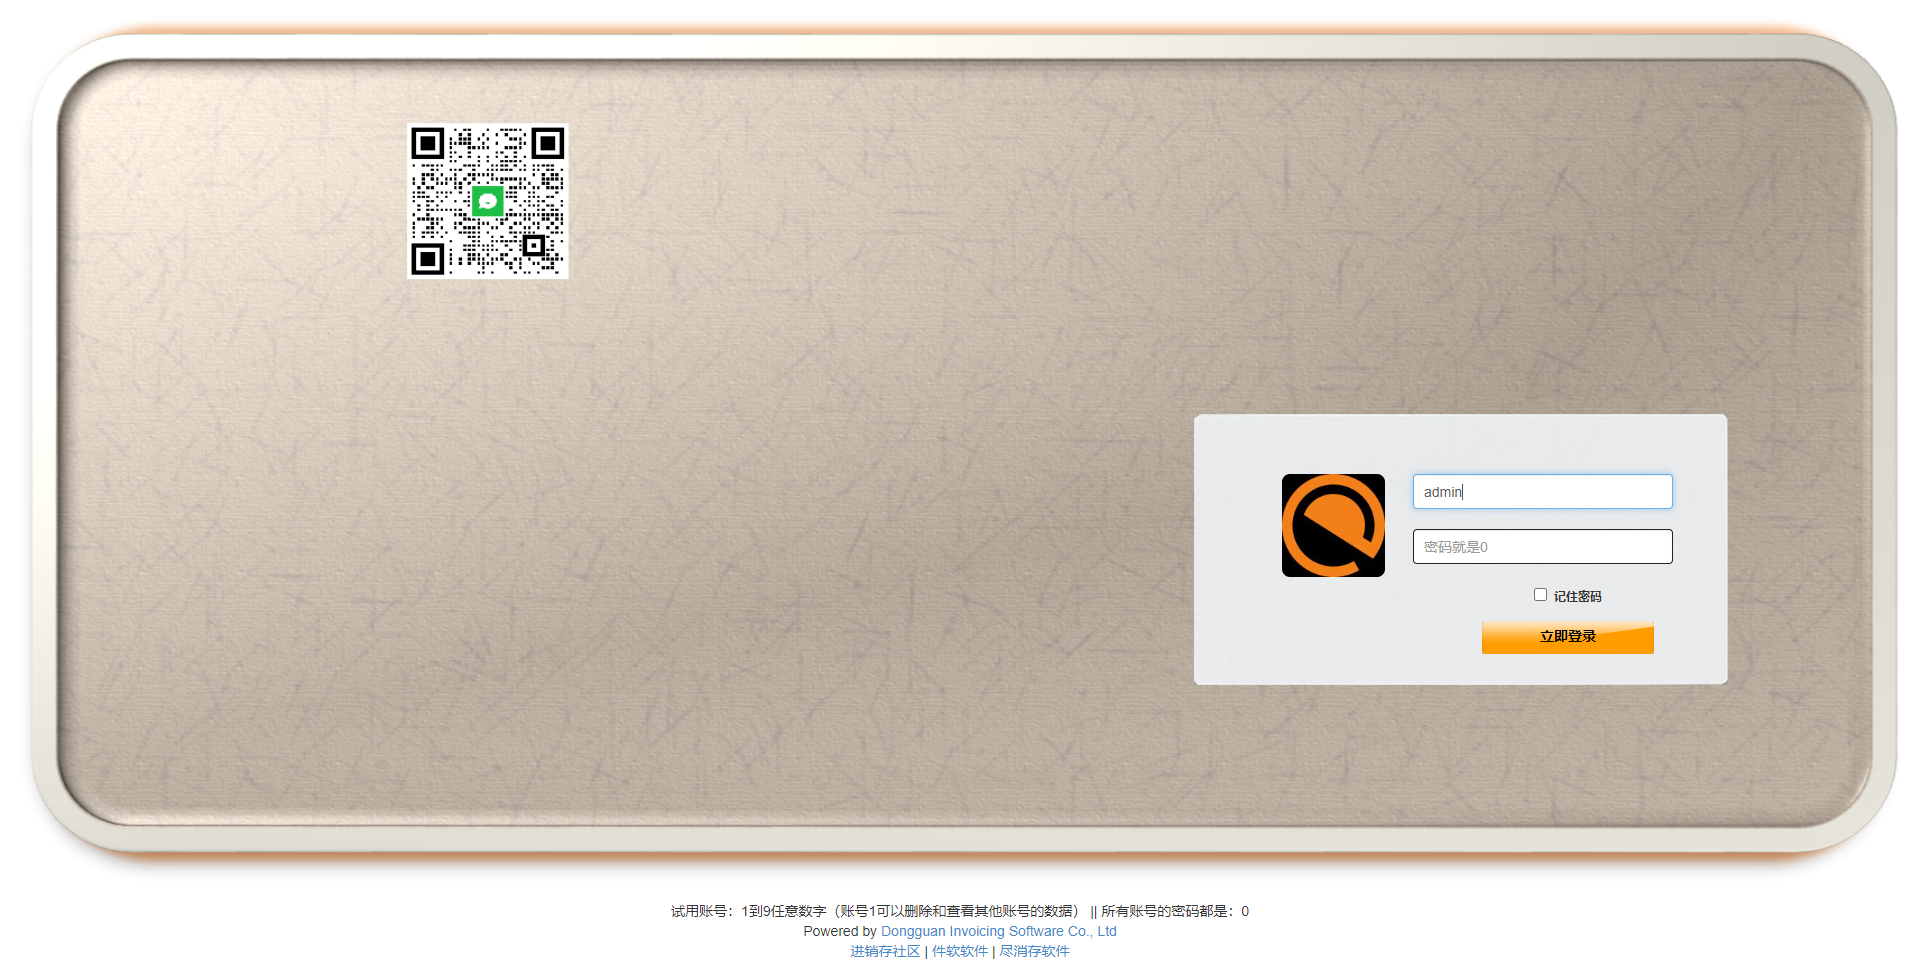 admin
密码就是0
记住密码
立即登录
试用账号：1到9任意数字（账号1可以删除和查看其他账号的数据） || 所有账号的密码都是：0
Powered by Dongguan Invoicing Software Co., Ltd
进销存社区 | 件软软件 | 尽消存软件